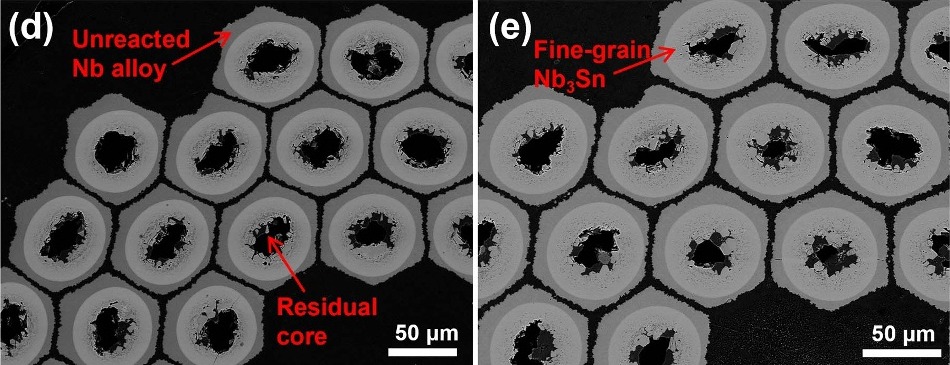 (d)
Unreacted
Nb alloy
Residual
core
50 µm
(e)
Fine-grain
Nb₃Sn
50 µm